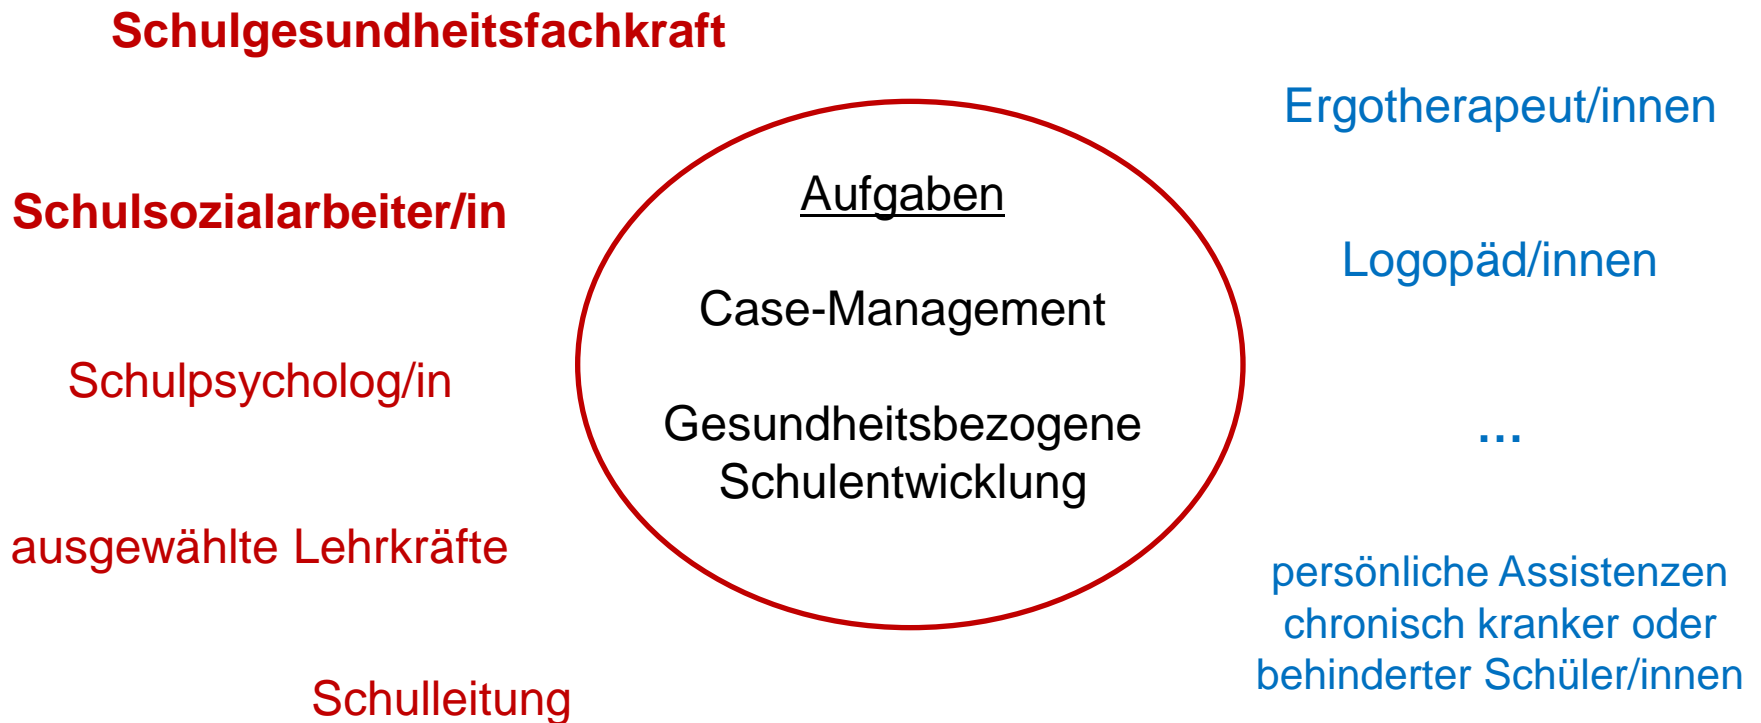 Schulgesundheitsfachkraft
Schulsozialarbeiter/in
Schulpsycholog/in
ausgewählte Lehrkräfte
Schulleitung
Aufgaben
Case-Management
Gesundheitsbezogene
Schulentwicklung
Ergotherapeut/innen
Logopäd/innen
...
persönliche Assistenzen
chronisch kranker oder
behinderter Schüler/innen